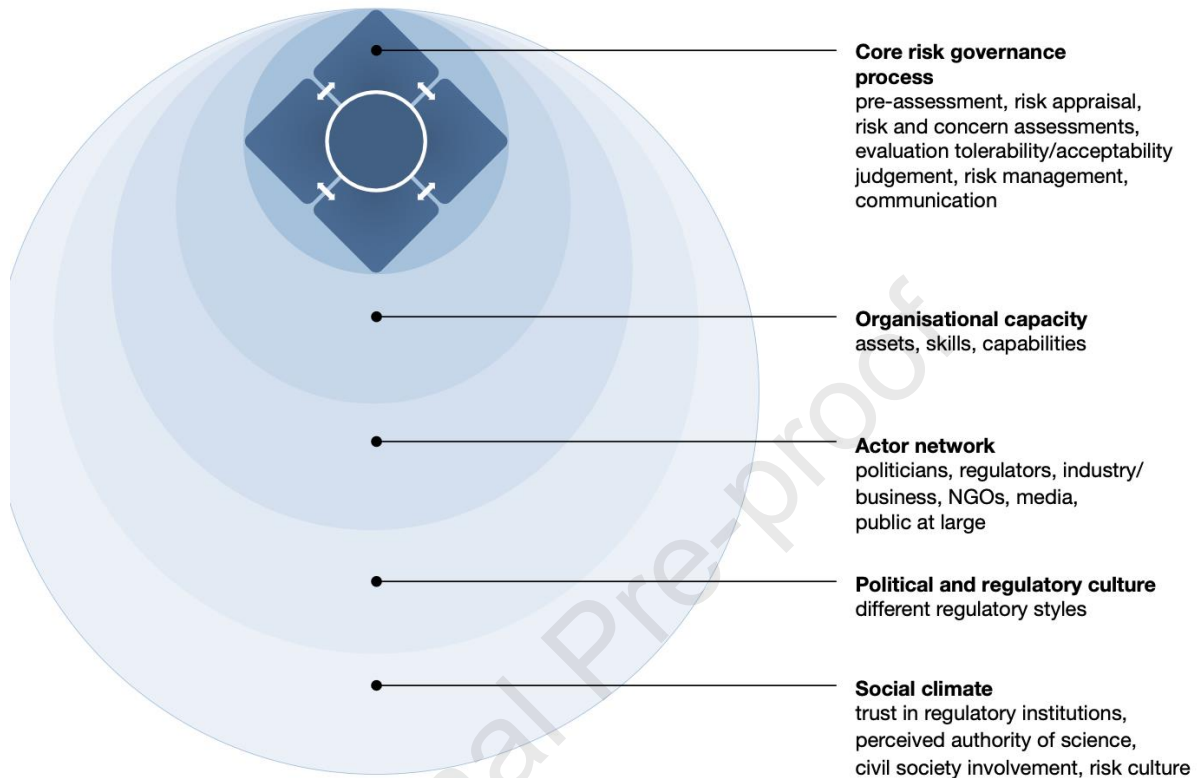 Core risk governance
process
pre-assessment, risk appraisal,
risk and concern assessments,
evaluation tolerability/acceptability
judgement, risk management,
communication
Organisational capacity
assets, skills, capabilities
Actor network
politicians, regulators, industry/
business, NGOs, media,
public at large
Political and regulatory culture
different regulatory styles
Social climate
trust in regulatory institutions,
perceived authority of science,
civil society involvement, risk culture
nal Pre-proof